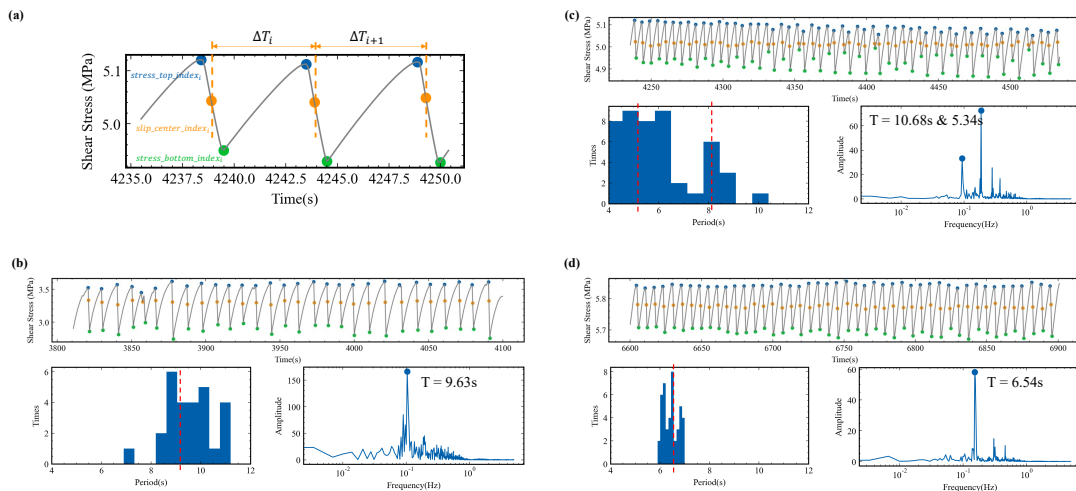 (a)
ΔT_i
ΔT_{i+1}
stress_top_index_i
slip_center_index_i
stress_bottom_index_i
Shear Stress (MPa)
5.1
5.0
4235.0 4237.5 4240.0 4242.5 4245.0 4247.5 4250.0
Time(s)
(b)
Shear Stress (MPa)
3.5
3.0
3800 3850 3900 3950 4000 4050 4100
Time(s)
Times
6
4
2
0
4 6 8 10 12
Period(s)
T = 9.63s
Amplitude
150
100
50
0
10^{-2} 10^{-1} 10^{0}
Frequency(Hz)
(c)
Shear Stress (MPa)
5.1
5.0
4.9
4250 4300 4350 4400 4450 4500
Time(s)
Times
8
6
4
2
0
4 6 8 10 12
Period(s)
T = 10.68s & 5.34s
Amplitude
60
40
20
0
10^{-2} 10^{-1} 10^{0}
Frequency(Hz)
(d)
Shear Stress (MPa)
5.8
5.7
6600 6650 6700 6750 6800 6850 6900
Time(s)
Times
8
6
4
2
0
4 6 8 10 12
Period(s)
T = 6.54s
Amplitude
60
40
20
0
10^{-2} 10^{-1} 10^{0}
Frequency(Hz)